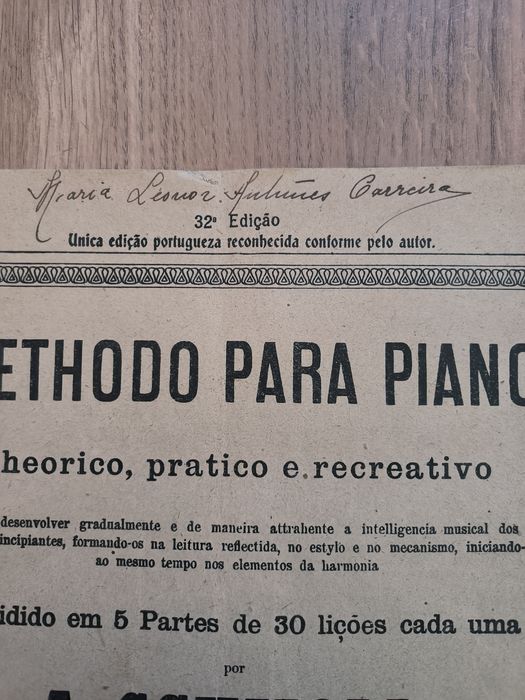 Maria Leonor Antunes Carreira
32ª Edição
Unica edição portugueza reconhecida conforme pelo autor.
ETHODO PARA PIANO
heorico, pratico e recreativo
desenvolver gradualmente e de maneira attrahente a intelligencia musical dos
incipiantes, formando-os na leitura reflectida, no estylo e no mecanismo, iniciando-
ao mesmo tempo nos elementos da harmonia
idido em 5 Partes de 30 lições cada uma
por